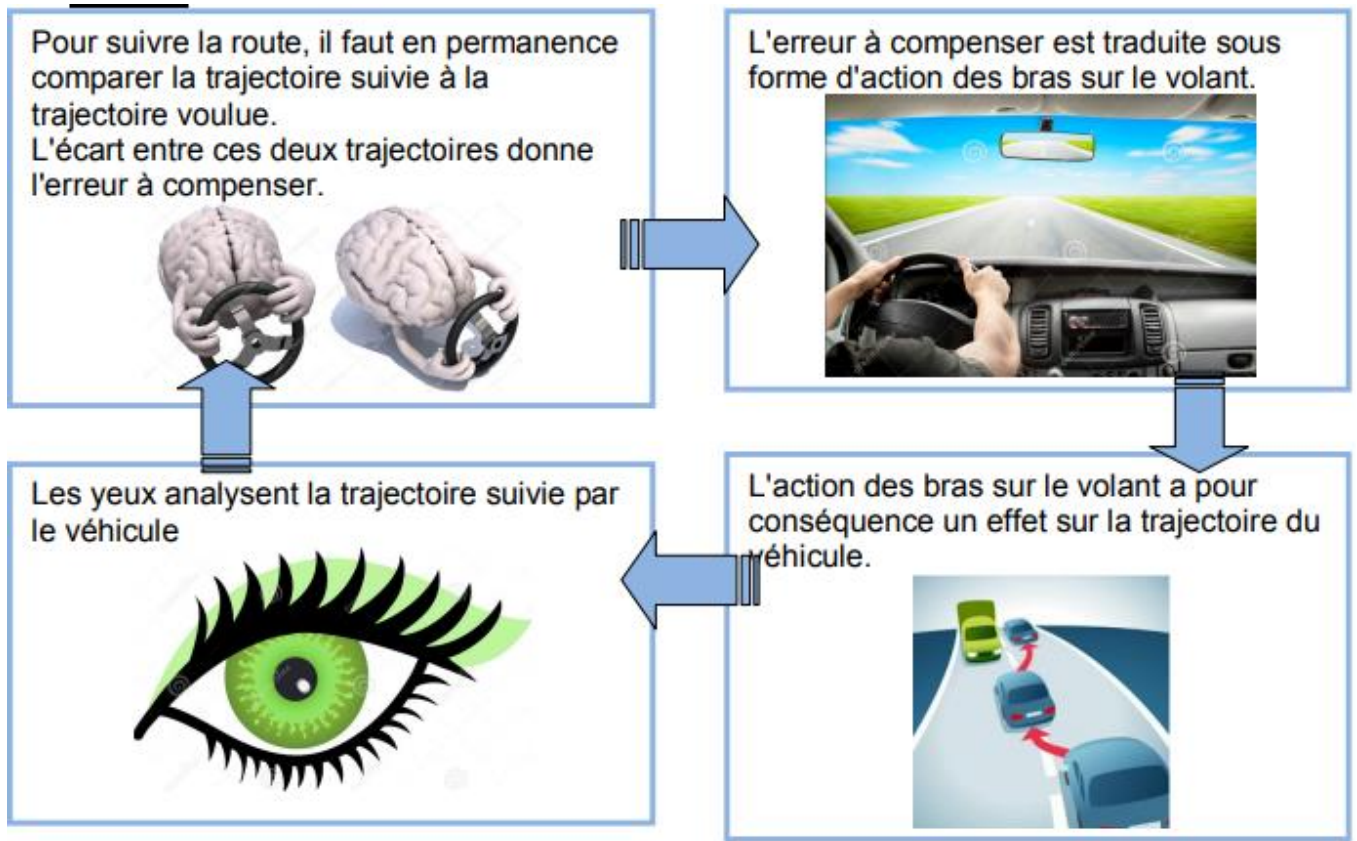 Pour suivre la route, il faut en permanence
comparer la trajectoire suivie à la
trajectoire voulue.
L'écart entre ces deux trajectoires donne
l'erreur à compenser.
L'erreur à compenser est traduite sous
forme d'action des bras sur le volant.
L'action des bras sur le volant a pour
conséquence un effet sur la trajectoire du
véhicule.
Les yeux analysent la trajectoire suivie par
le véhicule